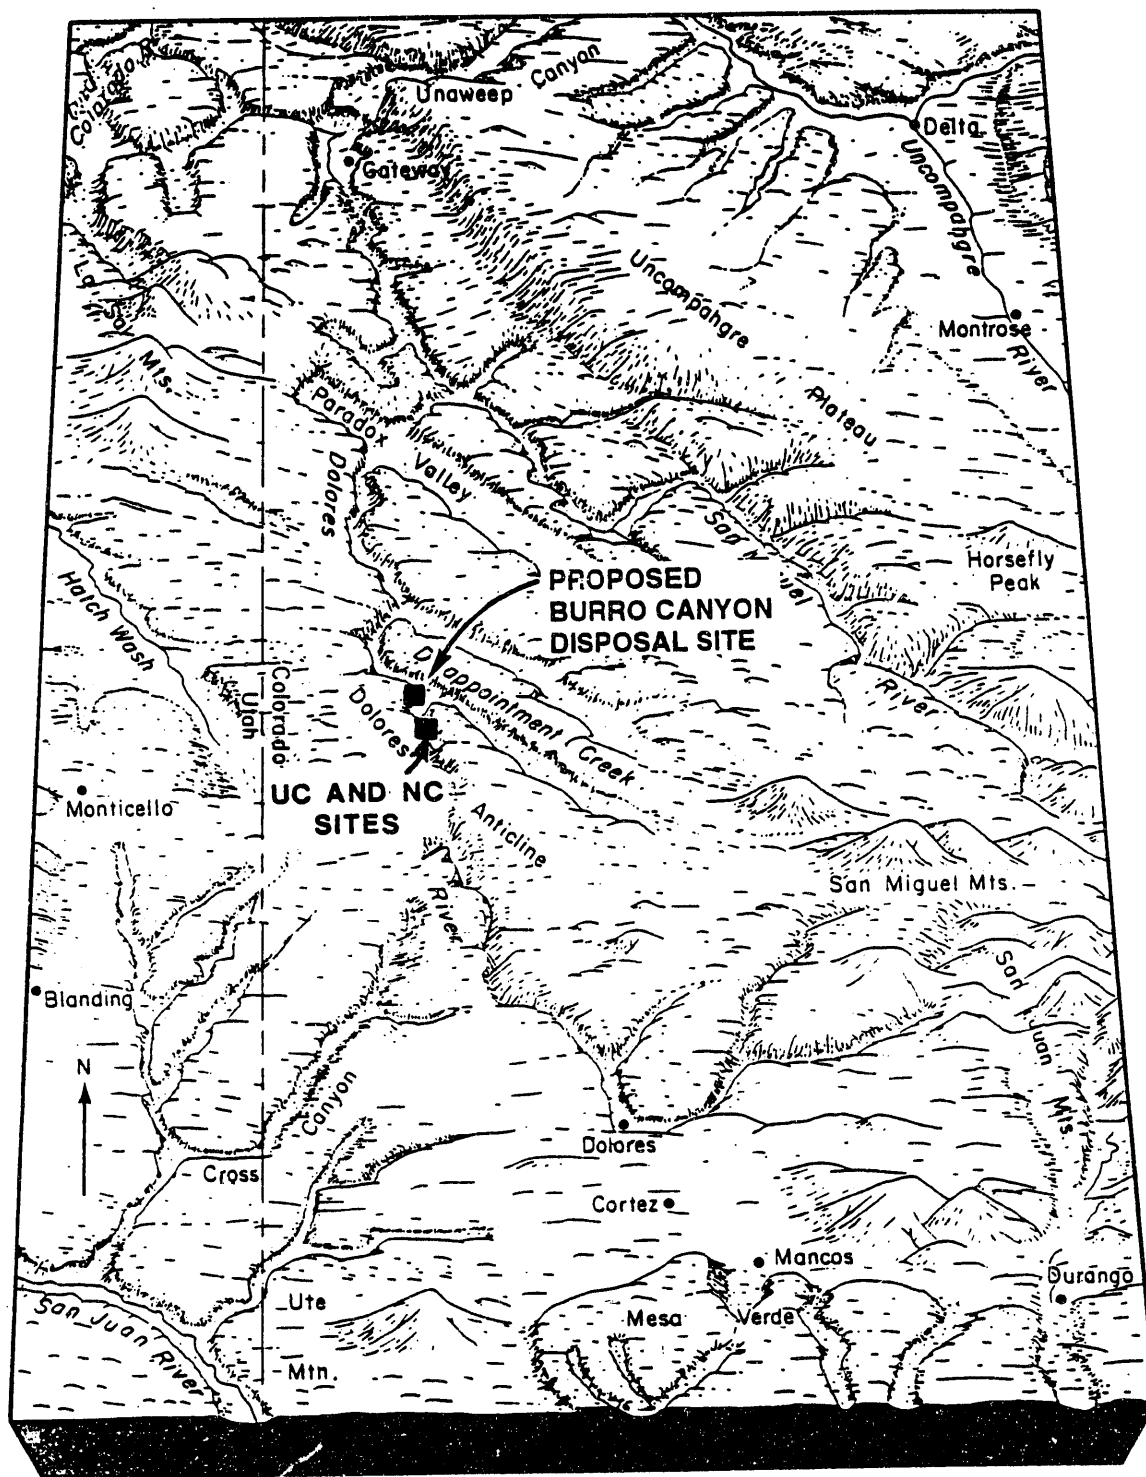 Colorado R.
Unaweep Canyon
Delta
Gateway
Uncompahgre River
La Sal Mts.
Uncompahgre Plateau
Montrose
Paradox Valley
Dolores
San Miguel River
Horsefly
Peak
Hatch Wash
PROPOSED
BURRO CANYON
DISPOSAL SITE
Utah
Colorado
Disappointment Creek
Dolores Anticline
UC AND NC
SITES
Monticello
River
San Miguel Mts.
San Juan Mts.
Blanding
N
Cross Canyon
Dolores
Cortez
Mancos
Durango
San Juan River
Ute
Mtn.
Mesa Verde